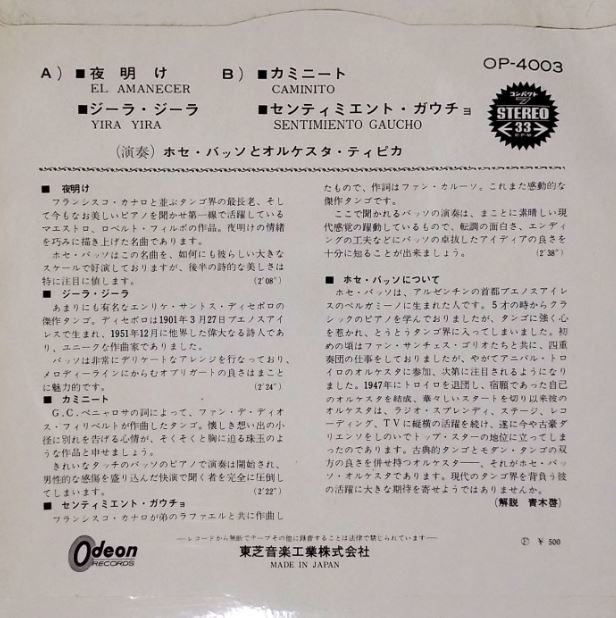 A) ■夜明け
EL AMANECER
■ジーラ・ジーラ
YIRA YIRA
B) ■カミニート
CAMINITO
■センティミエント・ガウチョ
SENTIMIENTO GAUCHO
(演奏) ホセ・バッソとオルケスタ・ティピカ
OP-4003
コンパクト
STEREO
33
■ 夜明け
フランシスコ・カナロと並ぶタンゴ界の最長老、そし
て今もなお美しいピアノを聞かせ第一線で活躍している
マエストロ、ロベルト・フィルポの作品。夜明けの情緒
を巧みに描き上げた名曲であります。
ホセ・バッソはこの名曲を、如何にも彼らしい大きな
スケールで好演しておりますが、後半の詩的な美しさは
特に注目に値します。 (2′08″)
■ ジーラ・ジーラ
あまりにも有名なエンリケ・サントス・ディセポロの
傑作タンゴ。ディセポロは1901年3月27日ブエノスアイ
レスで生まれ、1951年12月に他界した偉大なる詩人であ
り、ユニークな作曲家でありました。
バッソは非常にデリケートなアレンジを行なっており、
メロディーラインにからむオブリガートの良さはまこと
に魅力的です。 (2′24″)
■ カミニート
G.C.ペニャロサの詞によって、ファン・デ・ディオ
ス・フィリベルトが作曲したタンゴ。懐しき想い出の小
径に別れを告げる心情が、そくそくと胸に迫る珠玉のよ
うな作品と申せましょう。
きれいなタッチのバッソのピアノで演奏は開始され、
男性的な感傷を盛り込んだ快演で聞く者を完全に圧倒し
てしまいます。 (2′22″)
■ センティミエント・ガウチョ
フランシスコ・カナロが弟のラファエルと共に作曲し
たもので、作詞はファン・カルーソ。これまた感動的な
傑作タンゴです。
ここで聞かれるバッソの演奏は、まことに素晴しい現
代感覚の躍動しているもので、転調の面白さ、エンディ
ングの工夫などにバッソの卓抜したアイディアの良さを
十分に知ることが出来ましょう。 (2′38″)
■ ホセ・バッソについて
ホセ・バッソは、アルゼンチンの首都ブエノスアイレ
スのペルガミーノに生まれた人です。5才の時からクラ
シックのピアノを学んでおりましたが、タンゴに強く心
を惹かれ、とうとうタンゴ界に入ってしまいました。初
めの頃はファン・サンチェス・ゴリオたちと共に、四重
奏団の仕事をしておりましたが、やがてアニバル・トロ
イロのオルケスタに参加、次第に注目されるようになり
ました。1947年にトロイロを退団し、宿願であった自己
のオルケスタを結成、華々しいスタートを切り以来彼の
オルケスタは、ラジオ・スプレンディ、ステージ、レコ
ーディング、TVに縦横の活躍を続け、遂に今や古豪ダ
リエンソをしのいでトップ・スターの地位に立ってしま
ったのであります。古典的タンゴとモダン・タンゴの双
方の良さを併せ持つオルケスター――、それがホセ・バッ
ソ・オルケスタであります。現代のタンゴ界を背負う彼
の活躍に大きな期待を寄せようではありませんか。
(解説 青木啓)
Odeon
RECORDS
―レコードから無断でテープその他に録音することは法律で禁じられています―
東芝音楽工業株式会社
MADE IN JAPAN
¥ 500